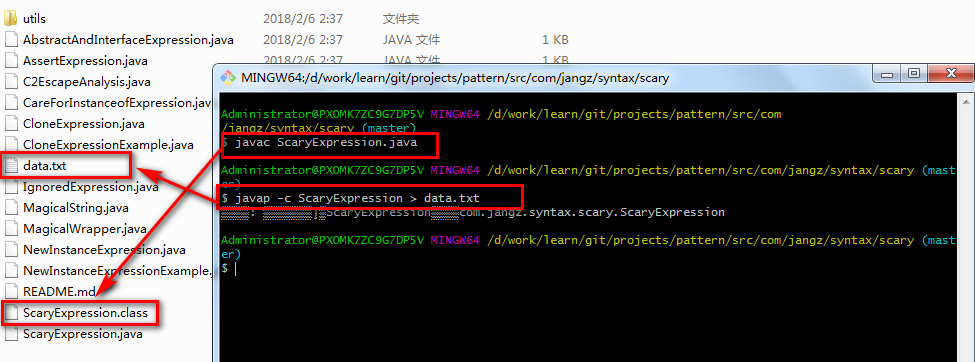 utils 2018/2/6 2:37 文件夹
AbstractAndInterfaceExpression.java 2018/2/6 2:37 JAVA 文件 1 KB
AssertExpression.java 2018/2/6 2:37 JAVA 文件 1 KB
C2EscapeAnalysis.java
CareForInstanceofExpression.java
CloneExpression.java
CloneExpressionExample.java
data.txt
IgnoredExpression.java
MagicalString.java
MagicalWrapper.java
NewInstanceExpression.java
NewInstanceExpressionExample.j
README.md
ScaryExpression.class
ScaryExpression.java
MINGW64:/d/work/learn/git/projects/pattern/src/com/jangz/syntax/scary
Administrator@PXOMK7ZC9G7DP5V MINGW64 /d/work/learn/git/projects/pattern/src/com
/jangz/syntax/scary (master)
$ javac ScaryExpression.java
Administrator@PXOMK7ZC9G7DP5V MINGW64 /d/work/learn/git/projects/pattern/src/com/jangz/syntax/scary (mast
er)
$ javap -c ScaryExpression > data.txt
: ScaryExpression com.jangz.syntax.scary.ScaryExpression
Administrator@PXOMK7ZC9G7DP5V MINGW64 /d/work/learn/git/projects/pattern/src/com/jangz/syntax/scary (mast
er)
$